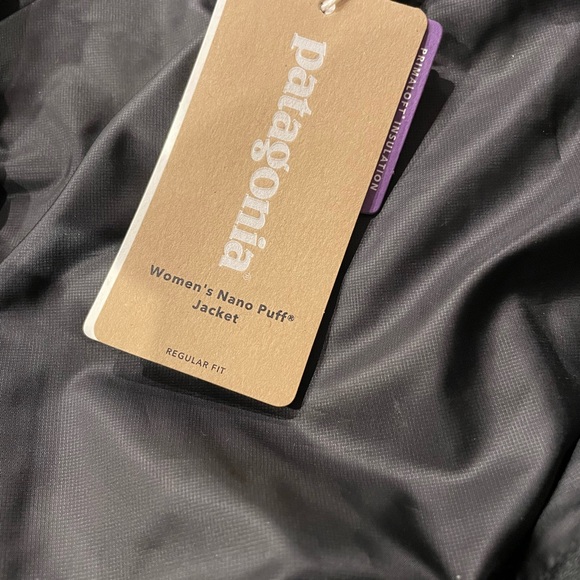 patagonia
Women's Nano Puff®
Jacket
REGULAR FIT
PRIMALOFT® INSULATION